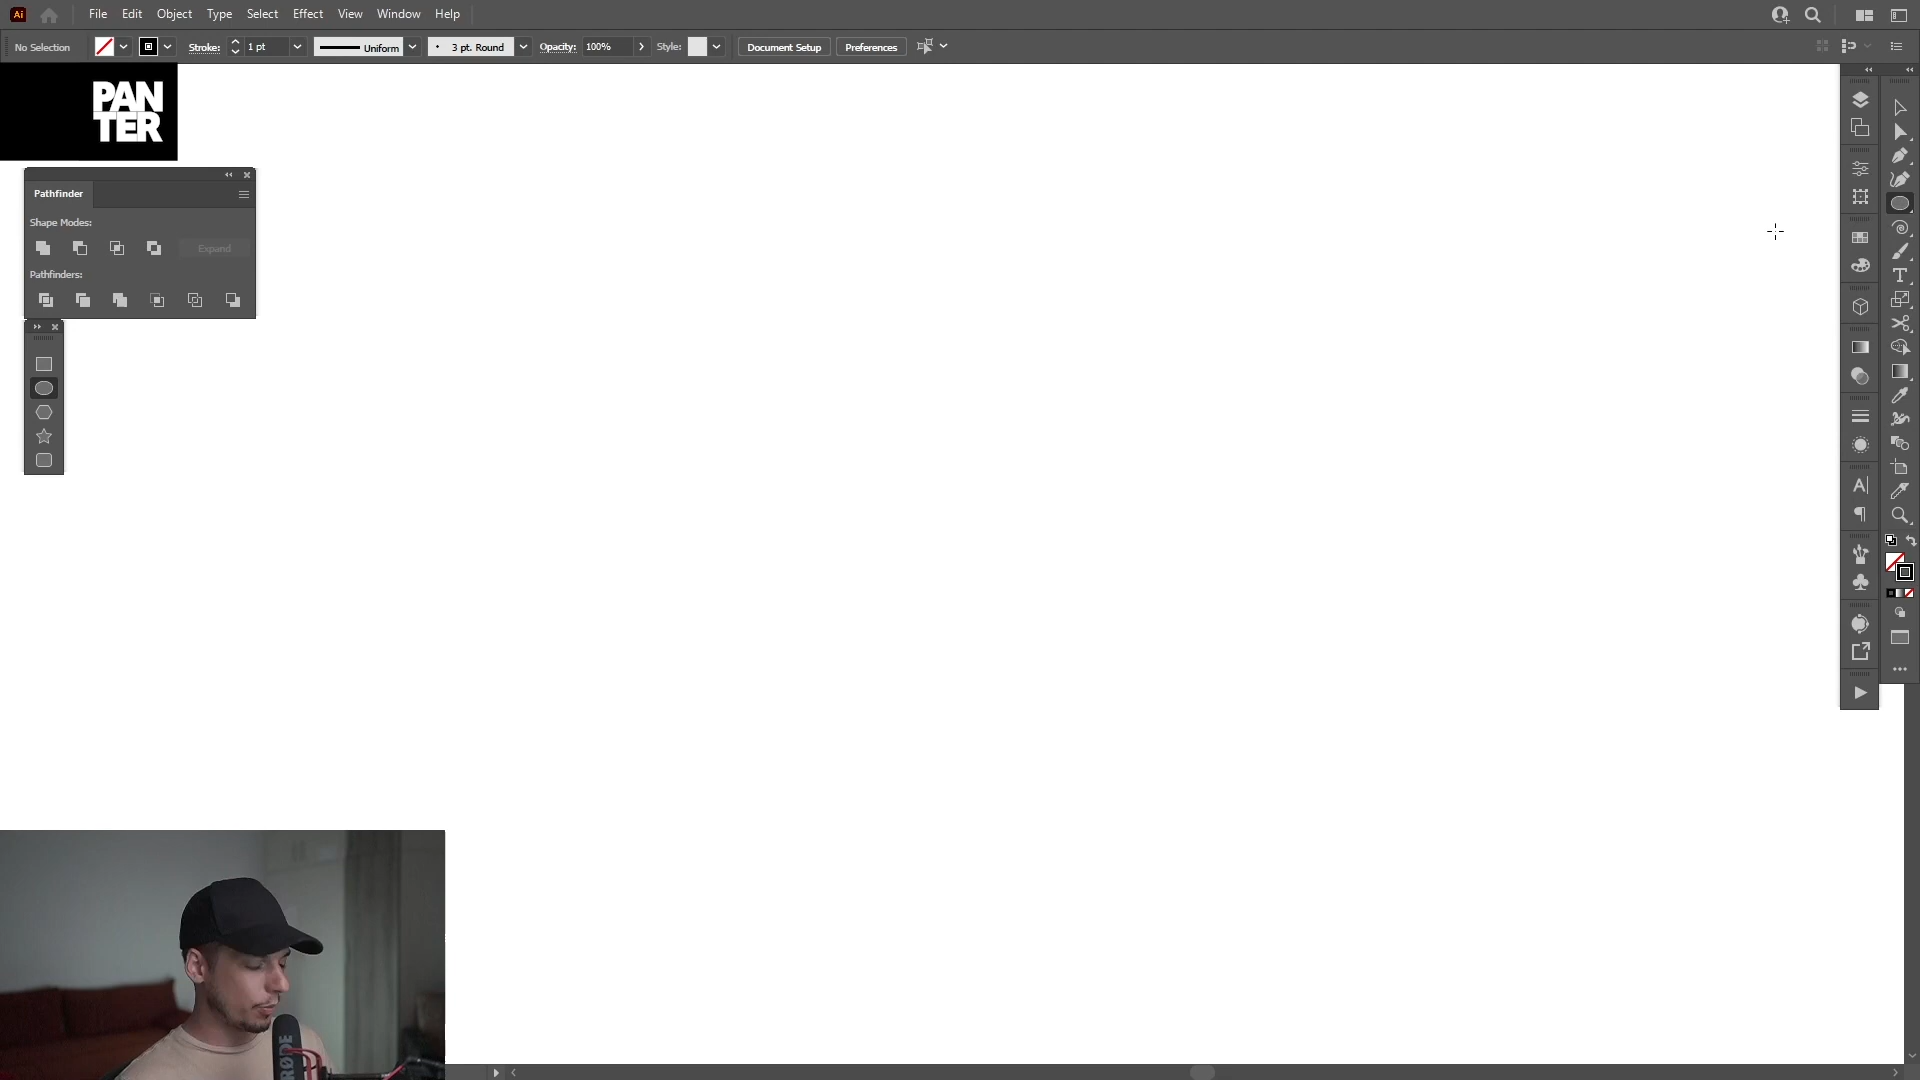 Ai File Edit Object Type Select Effect View Window Help
No Selection Stroke: 1 pt Uniform 3 pt. Round Opacity: 100% Style: Document Setup Preferences
PAN
TER
Pathfinder
Shape Modes:
Expand
Pathfinders:
RØDE